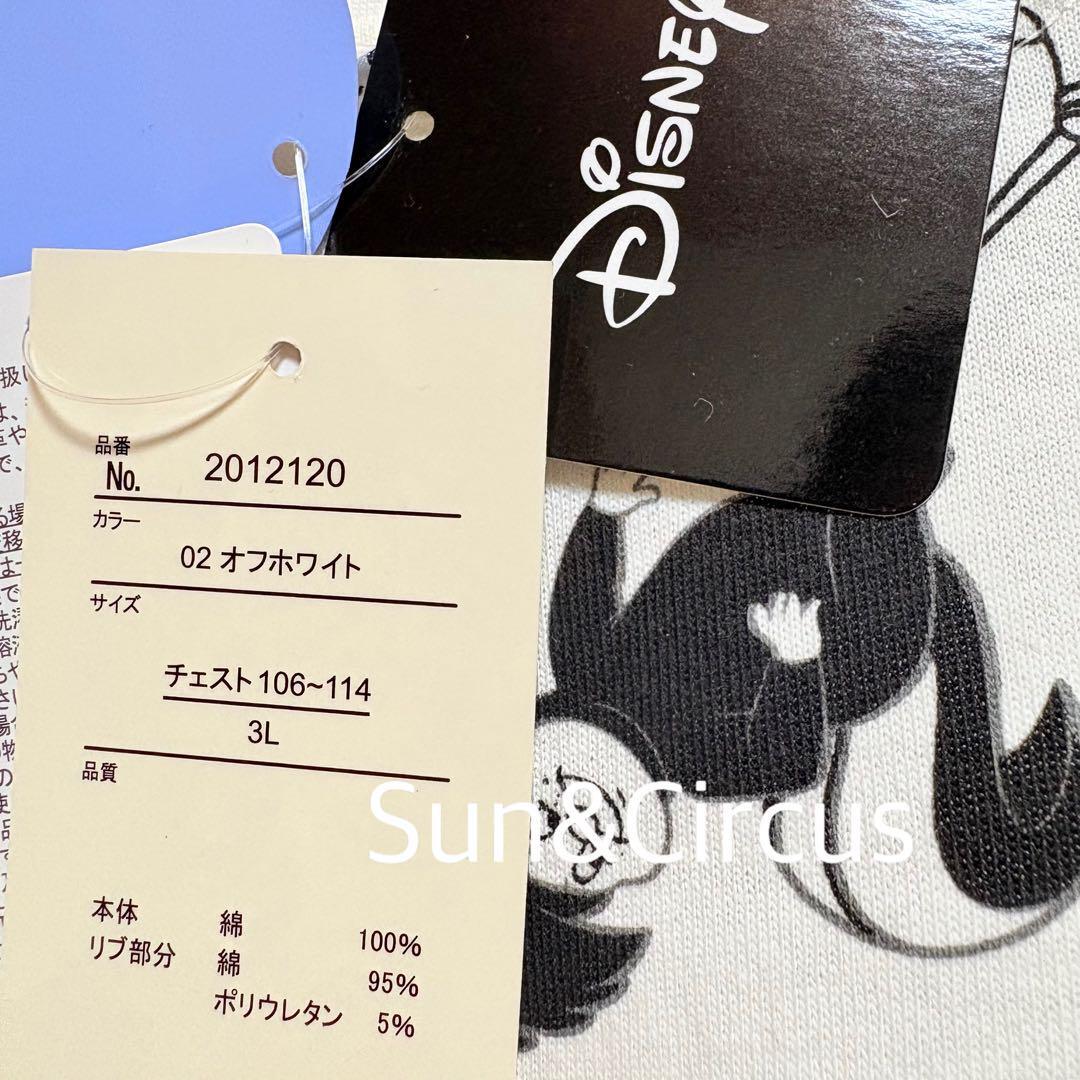 DISNEY
品番
No. 2012120
カラー
02 オフホワイト
サイズ
チェスト 106~114
3L
品質
Sun&Circus
本体 綿 100%
リブ部分 綿 95%
ポリウレタン 5%